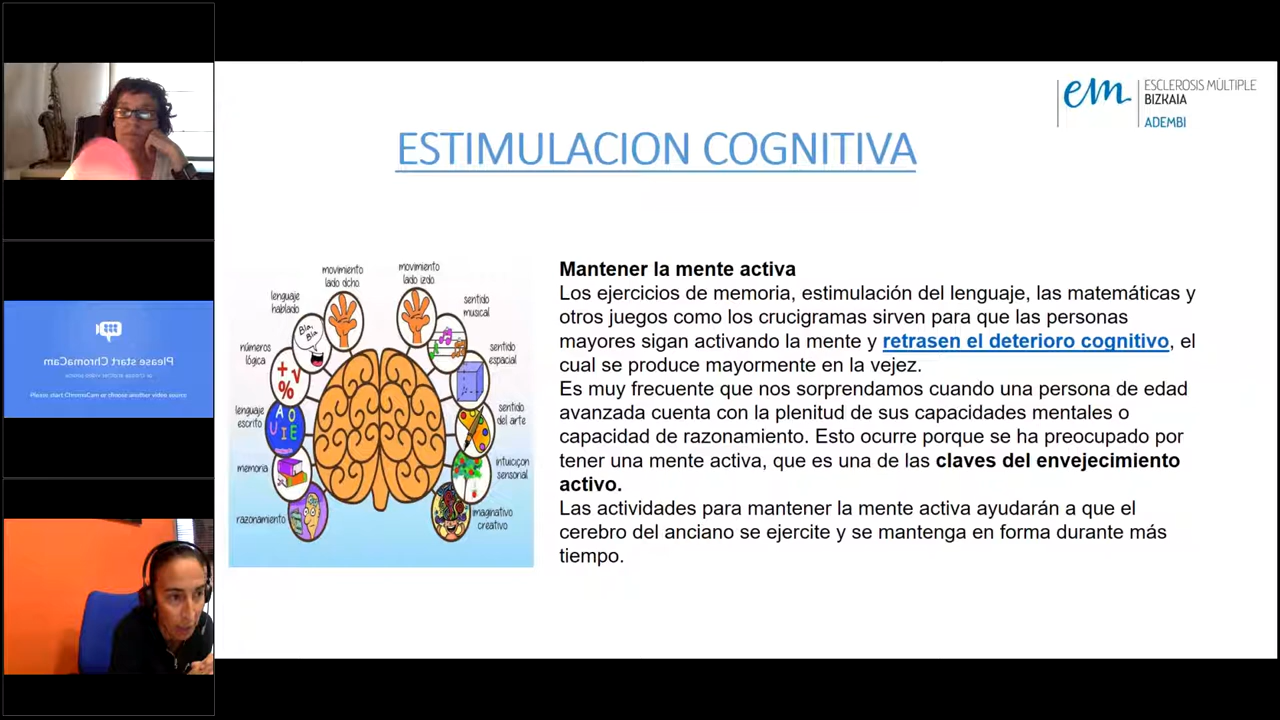 ESCLEROSIS MÚLTIPLE
em
BIZKAIA
ADEMBI
ESTIMULACION COGNITIVA
movimiento
lado dcho.
movimiento
lado izdo.
lenguaje
hablado
sentido
musical
Bla,
Bla
números
lógica
sentido
espacial
+ √
%
lenguaje
escrito
A O
U I E
sentido
del arte
memoria
intuicıçon
sensorial
razonamiento
imaginativo
creativo
Mantener la mente activa
Los ejercicios de memoria, estimulación del lenguaje, las matemáticas y
otros juegos como los crucigramas sirven para que las personas
mayores sigan activando la mente y retrasen el deterioro cognitivo, el
cual se produce mayormente en la vejez.
Es muy frecuente que nos sorprendamos cuando una persona de edad
avanzada cuenta con la plenitud de sus capacidades mentales o
capacidad de razonamiento. Esto ocurre porque se ha preocupado por
tener una mente activa, que es una de las claves del envejecimiento
activo.
Las actividades para mantener la mente activa ayudarán a que el
cerebro del anciano se ejercite y se mantenga en forma durante más
tiempo.
Please start ChromaCam
Please start ChromaCam or choose another video source